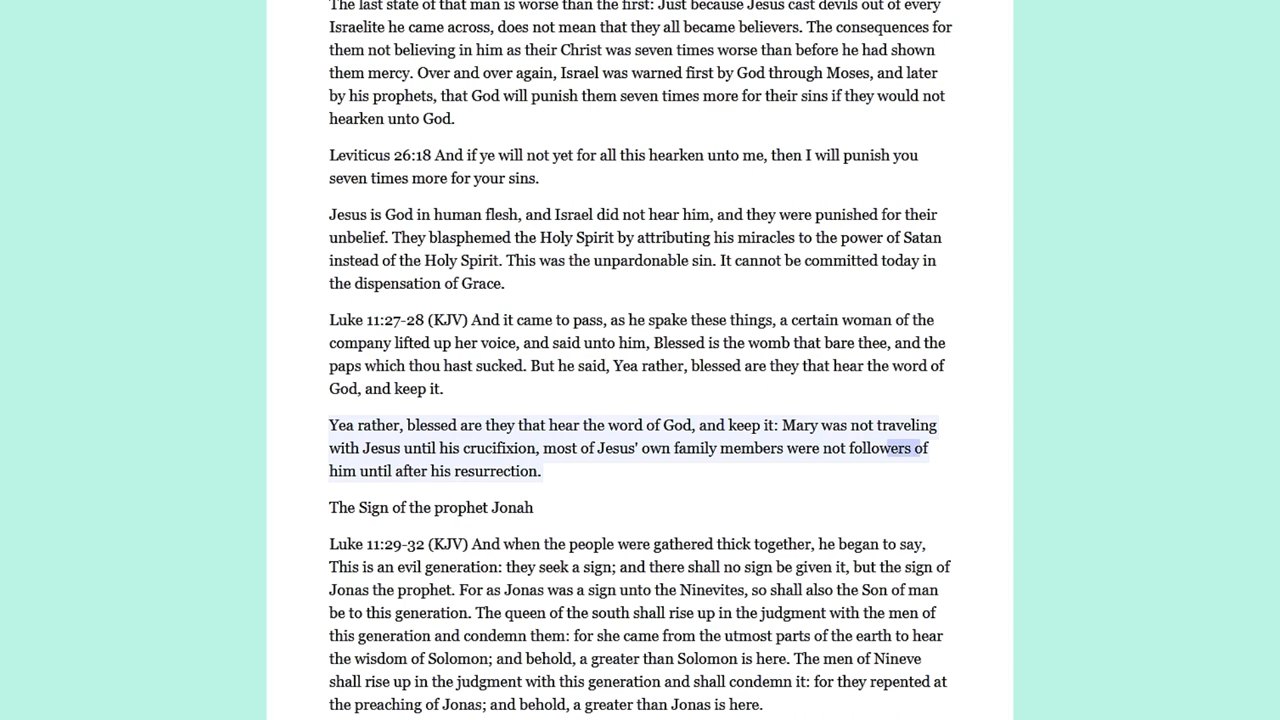 The last state of that man is worse than the first: Just because Jesus cast devils out of every
Israelite he came across, does not mean that they all became believers. The consequences for
them not believing in him as their Christ was seven times worse than before he had shown
them mercy. Over and over again, Israel was warned first by God through Moses, and later
by his prophets, that God will punish them seven times more for their sins if they would not
hearken unto God.
Leviticus 26:18 And if ye will not yet for all this hearken unto me, then I will punish you
seven times more for your sins.
Jesus is God in human flesh, and Israel did not hear him, and they were punished for their
unbelief. They blasphemed the Holy Spirit by attributing his miracles to the power of Satan
instead of the Holy Spirit. This was the unpardonable sin. It cannot be committed today in
the dispensation of Grace.
Luke 11:27-28 (KJV) And it came to pass, as he spake these things, a certain woman of the
company lifted up her voice, and said unto him, Blessed is the womb that bare thee, and the
paps which thou hast sucked. But he said, Yea rather, blessed are they that hear the word of
God, and keep it.
Yea rather, blessed are they that hear the word of God, and keep it: Mary was not traveling
with Jesus until his crucifixion, most of Jesus' own family members were not followers of
him until after his resurrection.
The Sign of the prophet Jonah
Luke 11:29-32 (KJV) And when the people were gathered thick together, he began to say,
This is an evil generation: they seek a sign; and there shall no sign be given it, but the sign of
Jonas the prophet. For as Jonas was a sign unto the Ninevites, so shall also the Son of man
be to this generation. The queen of the south shall rise up in the judgment with the men of
this generation and condemn them: for she came from the utmost parts of the earth to hear
the wisdom of Solomon; and behold, a greater than Solomon is here. The men of Nineve
shall rise up in the judgment with this generation and shall condemn it: for they repented at
the preaching of Jonas; and behold, a greater than Jonas is here.